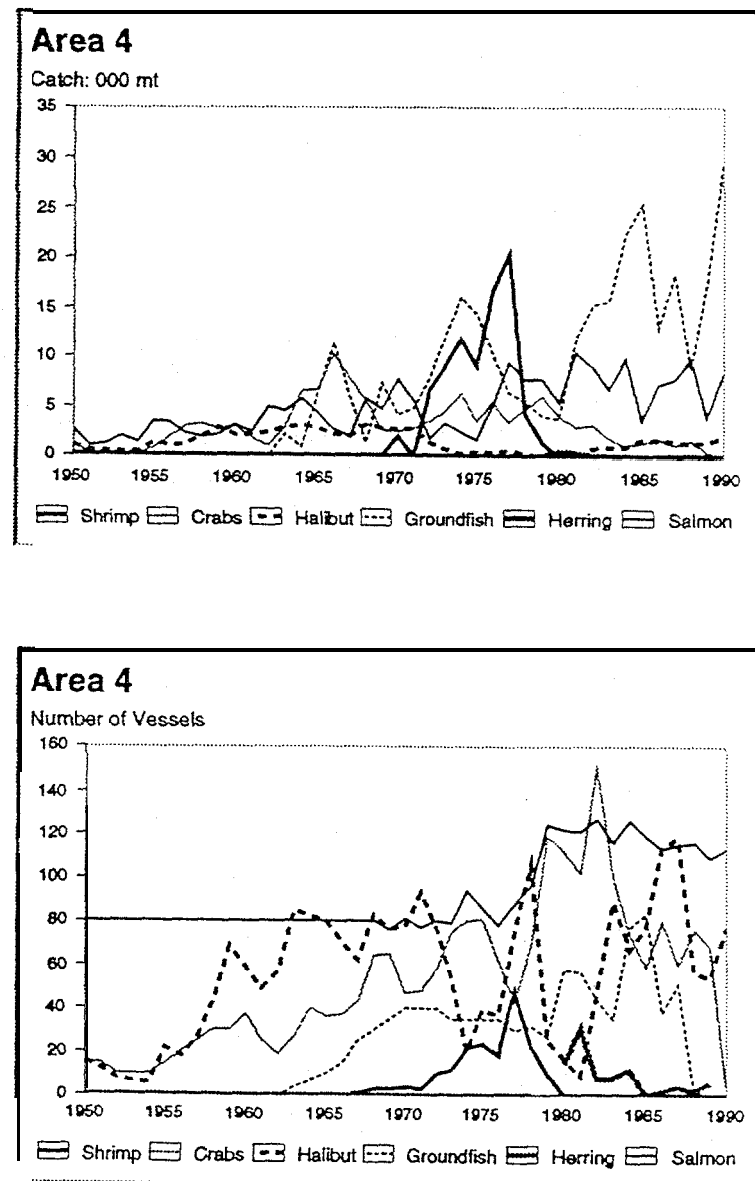 Area 4
Catch: 000 mt
35
30
25
20
15
10
5
0
1950 1955 1960 1965 1970 1975 1980 1985 1990
Shrimp Crabs Halibut Groundfish Herring Salmon
Area 4
Number of Vessels
160
140
120
100
80
60
40
20
0
1950 1955 1960 1965 1970 1975 1980 1985 1990
Shrimp Crabs Halibut Groundfish Herring Salmon